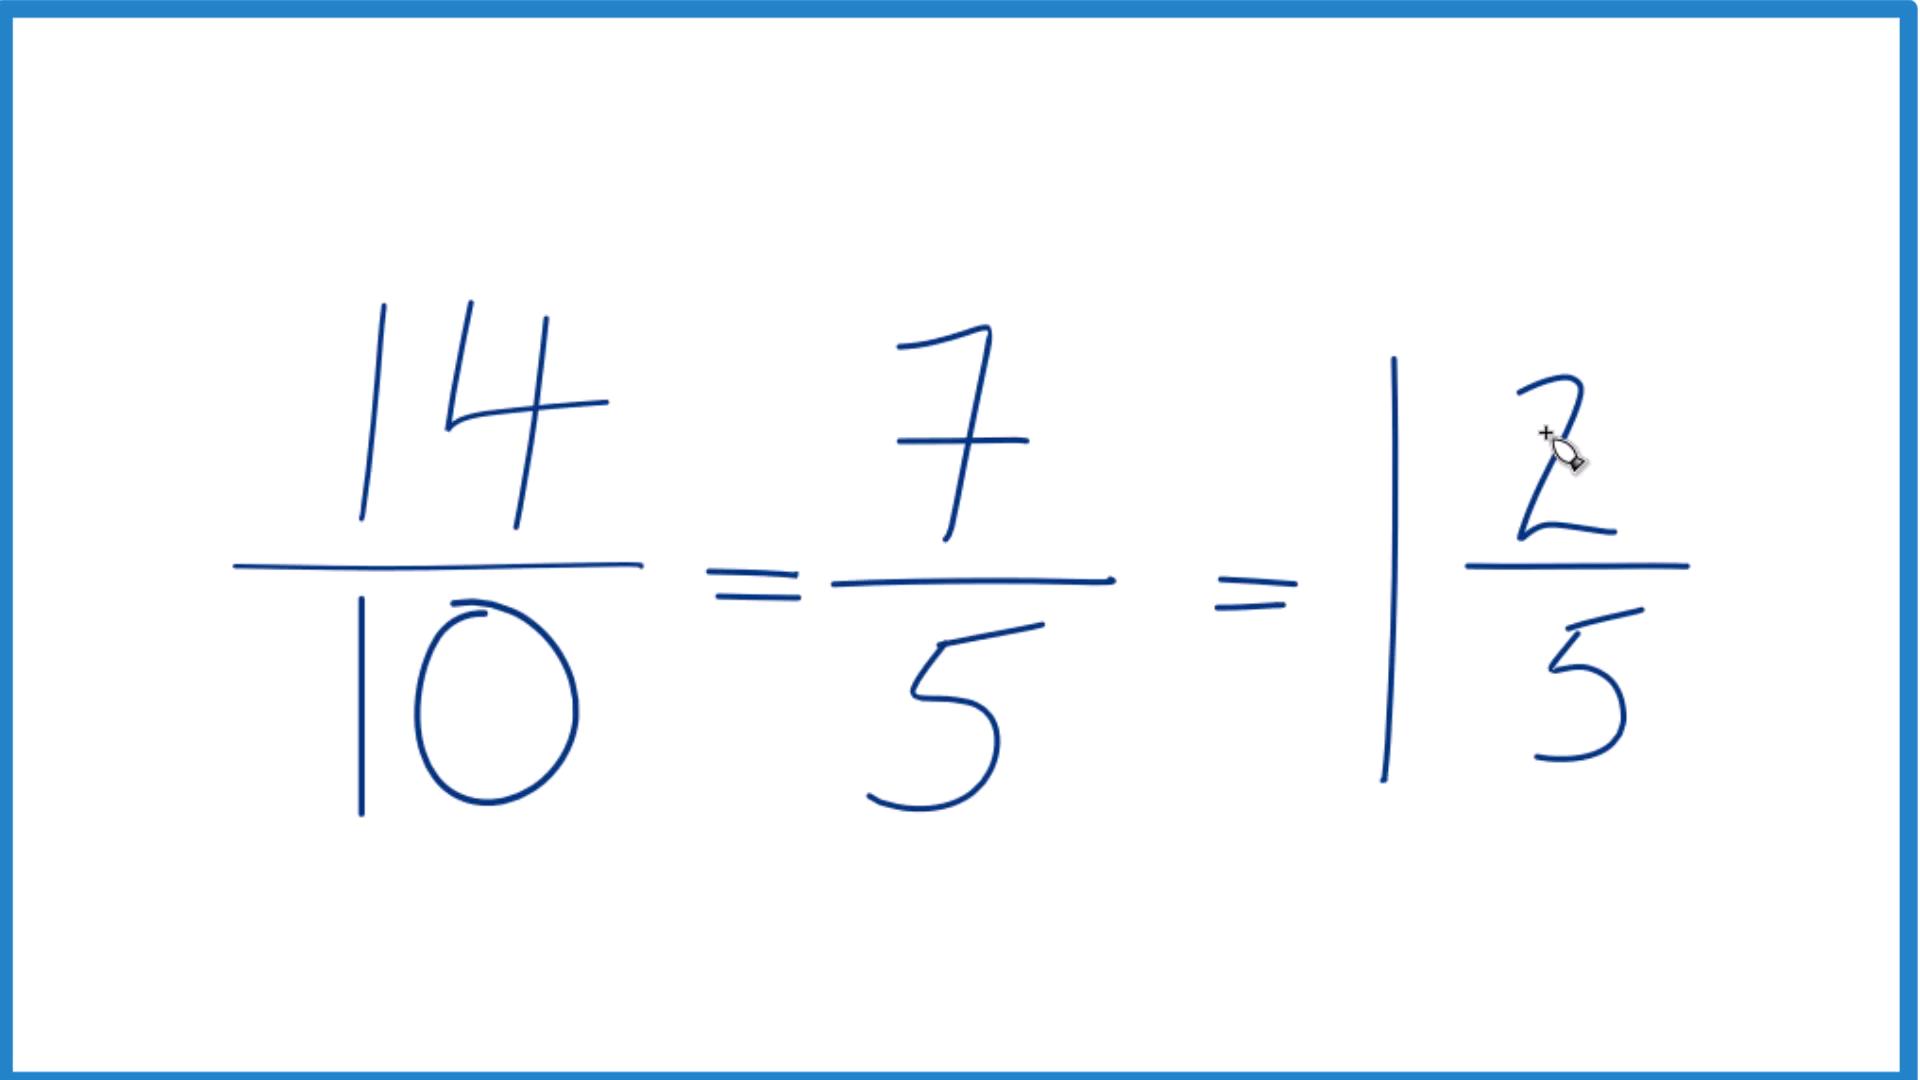 14/10 = 7/5 = 1 2/5